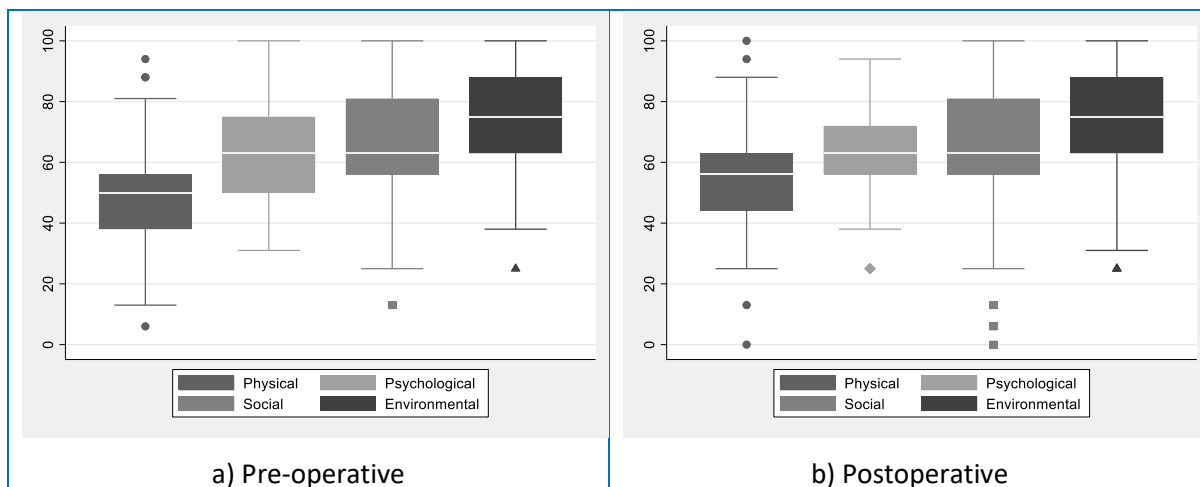 100
80
60
40
20
0
Physical Psychological
Social Environmental
a) Pre-operative
100
80
60
40
20
0
Physical Psychological
Social Environmental
b) Postoperative